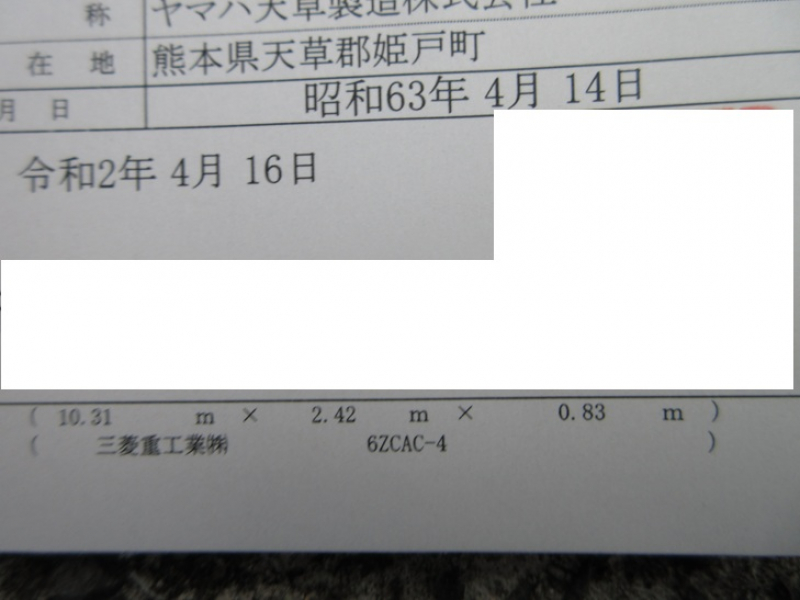 称 ヤマハ天草製造株式会社
在 地 熊本県天草郡姫戸町
月 日 昭和63年 4月 14日
令和2年 4月 16日
( 10.31 m × 2.42 m × 0.83 m )
( 三菱重工業㈱ 6ZCAC-4 )